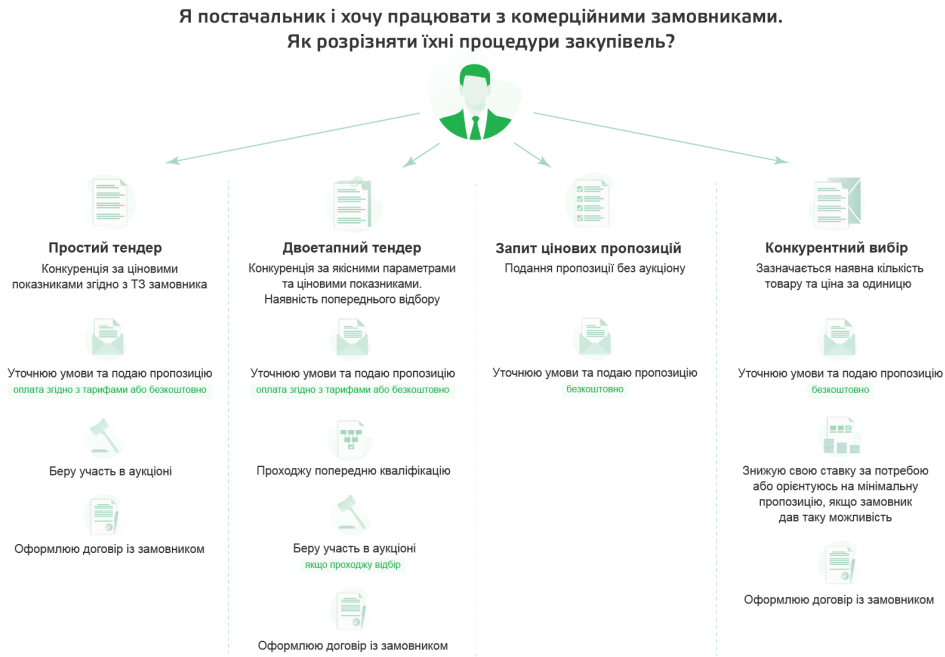 Я постачальник і хочу працювати з комерційними замовниками.
Як розрізняти їхні процедури закупівель?
Простий тендер
Конкуренція за ціновими
показниками згідно з ТЗ замовника
Уточнюю умови та подаю пропозицію
оплата згідно з тарифами або безкоштовно
Беру участь в аукціоні
Оформлюю договір із замовником
Двоетапний тендер
Конкуренція за якісними параметрами
та ціновими показниками.
Наявність попереднього відбору
Уточнюю умови та подаю пропозицію
оплата згідно з тарифами або безкоштовно
Проходжу попередню кваліфікацію
Беру участь в аукціоні
якщо проходжу відбір
Оформлюю договір із замовником
Запит цінових пропозицій
Подання пропозиції без аукціону
Уточнюю умови та подаю пропозицію
безкоштовно
Конкурентний вибір
Зазначається наявна кількість
товару та ціна за одиницю
Уточнюю умови та подаю пропозицію
безкоштовно
Знижую свою ставку за потребою
або орієнтуюсь на мінімальну
пропозицію, якщо замовник
дав таку можливість
Оформлюю договір із замовником